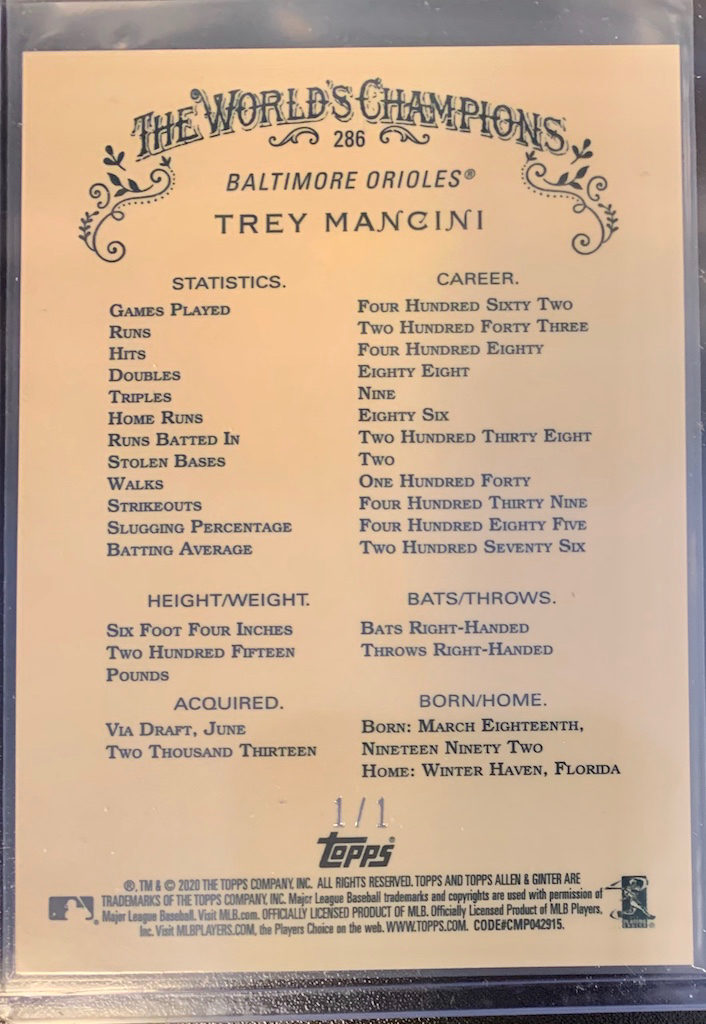 THE WORLD'S CHAMPIONS
286
BALTIMORE ORIOLES®
TREY MANCINI
STATISTICS. CAREER.
GAMES PLAYED FOUR HUNDRED SIXTY TWO
RUNS TWO HUNDRED FORTY THREE
HITS FOUR HUNDRED EIGHTY
DOUBLES EIGHTY EIGHT
TRIPLES NINE
HOME RUNS EIGHTY SIX
RUNS BATTED IN TWO HUNDRED THIRTY EIGHT
STOLEN BASES TWO
WALKS ONE HUNDRED FORTY
STRIKEOUTS FOUR HUNDRED THIRTY NINE
SLUGGING PERCENTAGE FOUR HUNDRED EIGHTY FIVE
BATTING AVERAGE TWO HUNDRED SEVENTY SIX
HEIGHT/WEIGHT.
SIX FOOT FOUR INCHES
TWO HUNDRED FIFTEEN
POUNDS
BATS/THROWS.
BATS RIGHT-HANDED
THROWS RIGHT-HANDED
ACQUIRED.
VIA DRAFT, JUNE
TWO THOUSAND THIRTEEN
BORN/HOME.
BORN: MARCH EIGHTEENTH,
NINETEEN NINETY TWO
HOME: WINTER HAVEN, FLORIDA
1/1
TOPPS®
®, TM & © 2020 THE TOPPS COMPANY, INC. ALL RIGHTS RESERVED. TOPPS AND TOPPS ALLEN & GINTER ARE
TRADEMARKS OF THE TOPPS COMPANY, INC. Major League Baseball trademarks and copyrights are used with permission of
Major League Baseball. Visit MLB.com. OFFICIALLY LICENSED PRODUCT OF MLB. Officially Licensed Product of MLB Players,
Inc. Visit MLBPLAYERS.COM, the Players Choice on the web. WWW.TOPPS.COM. CODE#CMP042915.